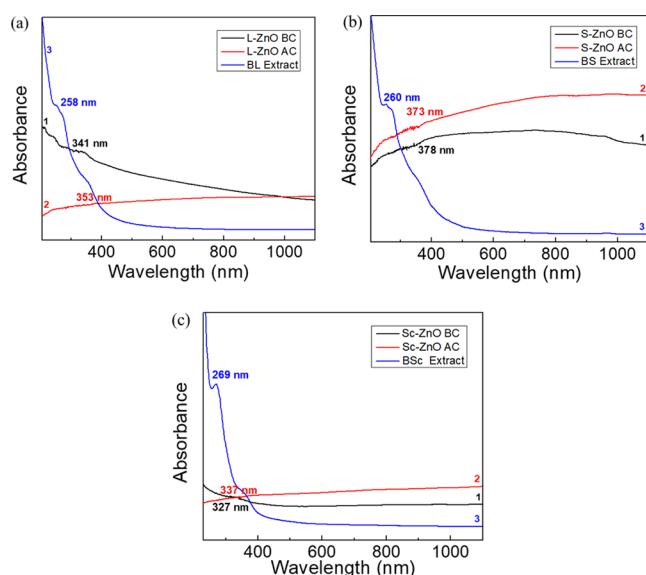 (a)
L-ZnO BC
L-ZnO AC
BL Extract
3
258 nm
1
341 nm
353 nm
2
Absorbance
400 600 800 1000
Wavelength (nm)
(b)
S-ZnO BC
S-ZnO AC
BS Extract
260 nm
373 nm
378 nm
2
1
3
Absorbance
400 600 800 1000
Wavelength (nm)
(c)
Sc-ZnO BC
Sc-ZnO AC
BSc Extract
269 nm
337 nm
327 nm
2
1
3
Absorbance
400 600 800 1000
Wavelength (nm)